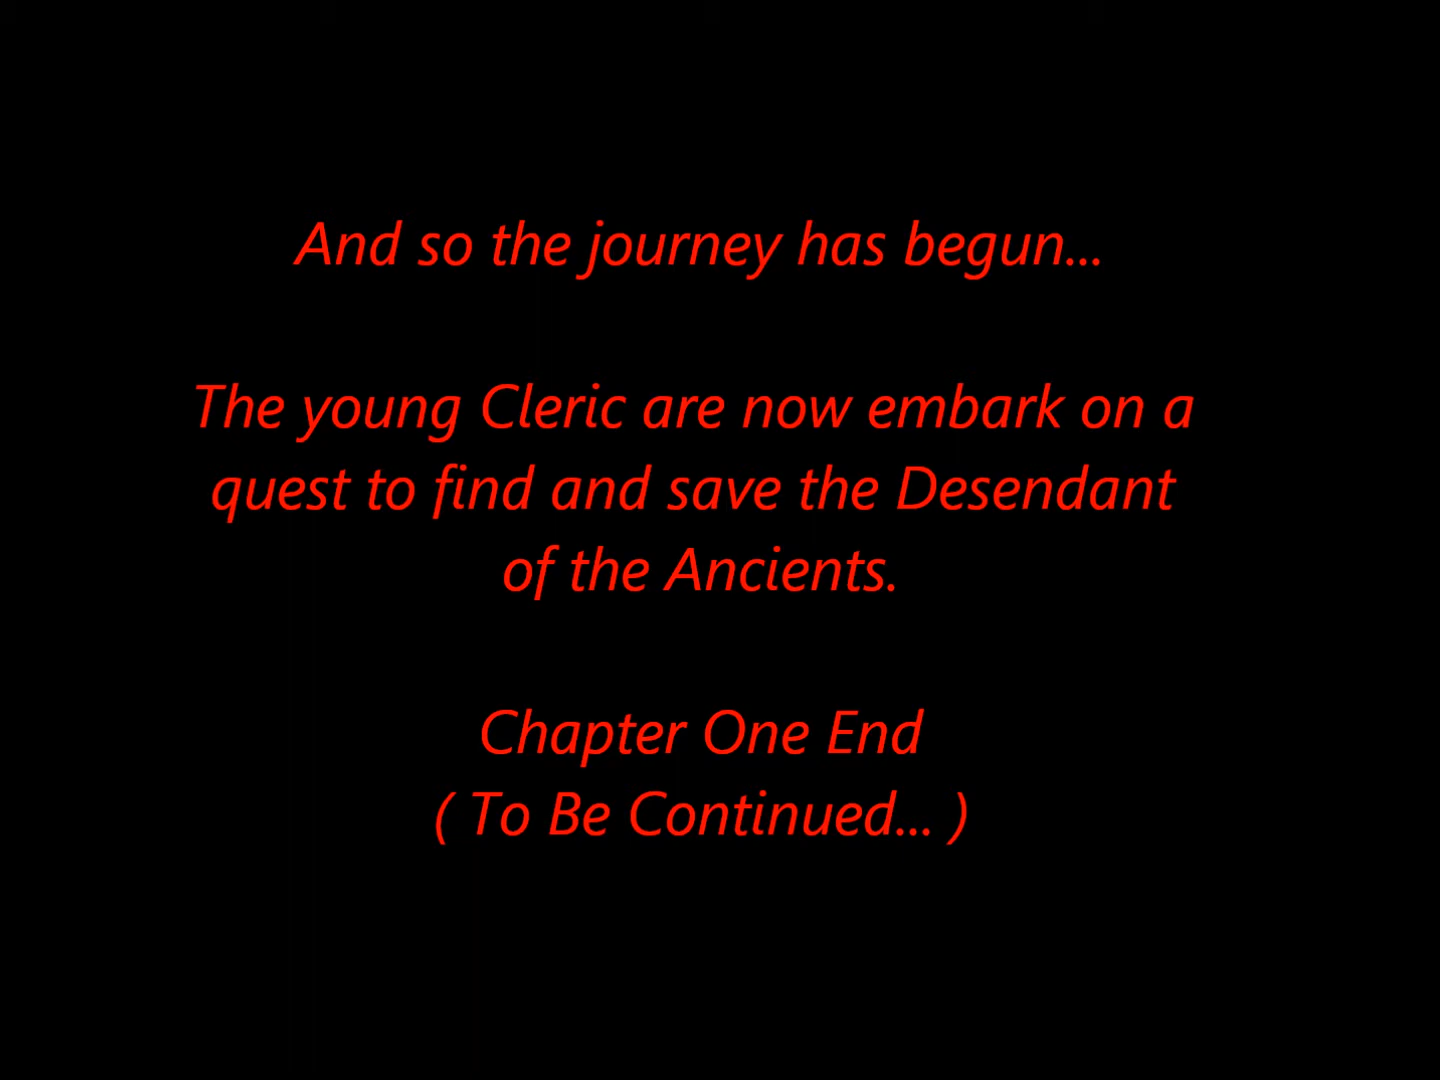 And so the journey has begun...
The young Cleric are now embark on a
quest to find and save the Desendant
of the Ancients.
Chapter One End
( To Be Continued... )